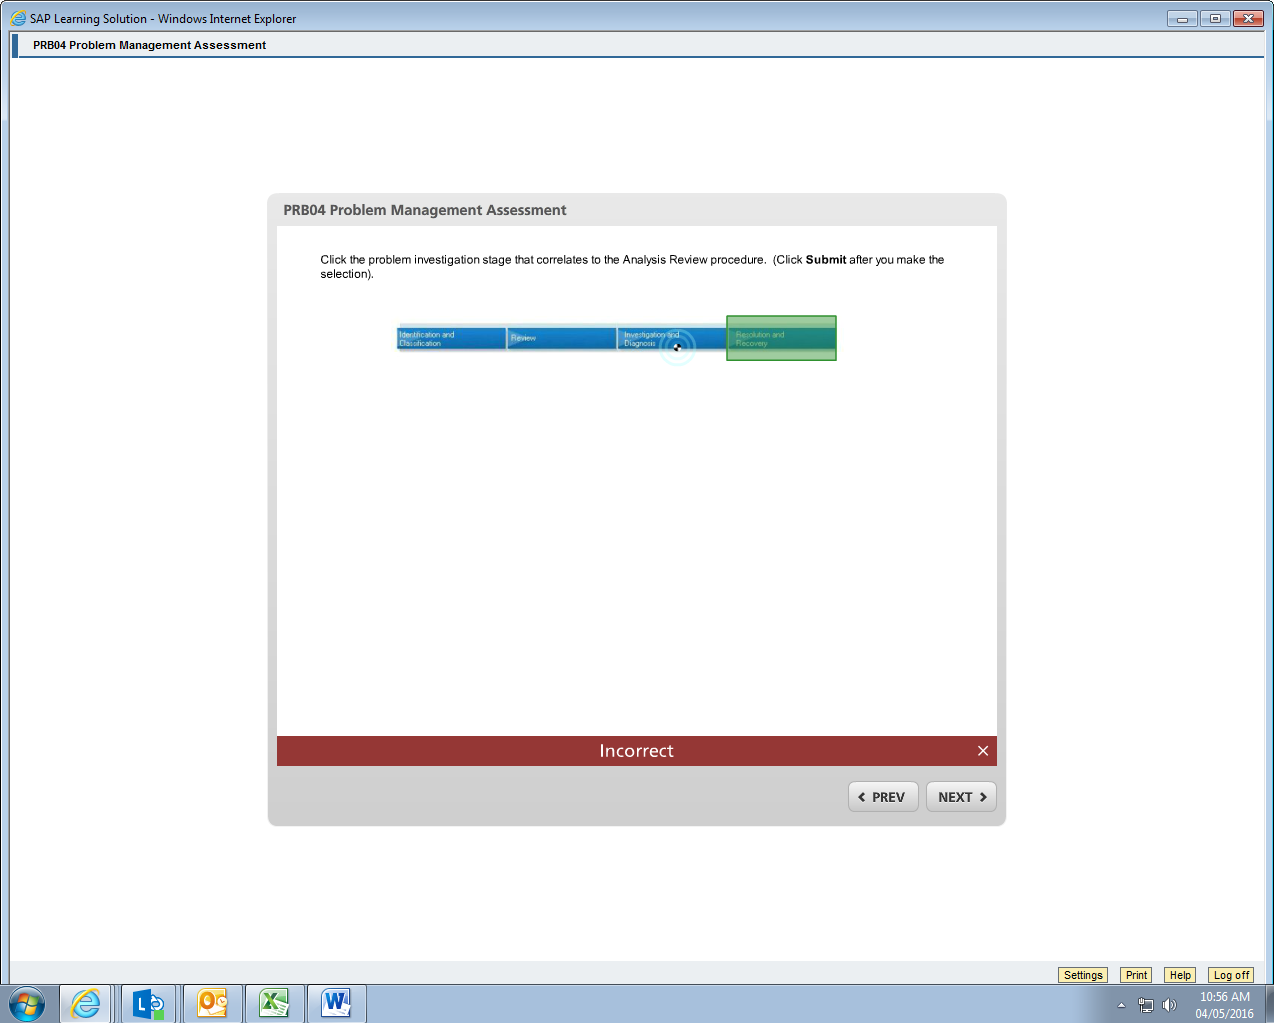 SAP Learning Solution - Windows Internet Explorer
PRB04 Problem Management Assessment
PRB04 Problem Management Assessment
Click the problem investigation stage that correlates to the Analysis Review procedure.  (Click Submit after you make the
selection).
Identification and
Classification
Review
Investigation and
Diagnosis
Resolution and
Recovery
Incorrect
PREV
NEXT
Settings
Print
Help
Log off
10:56 AM
04/05/2016